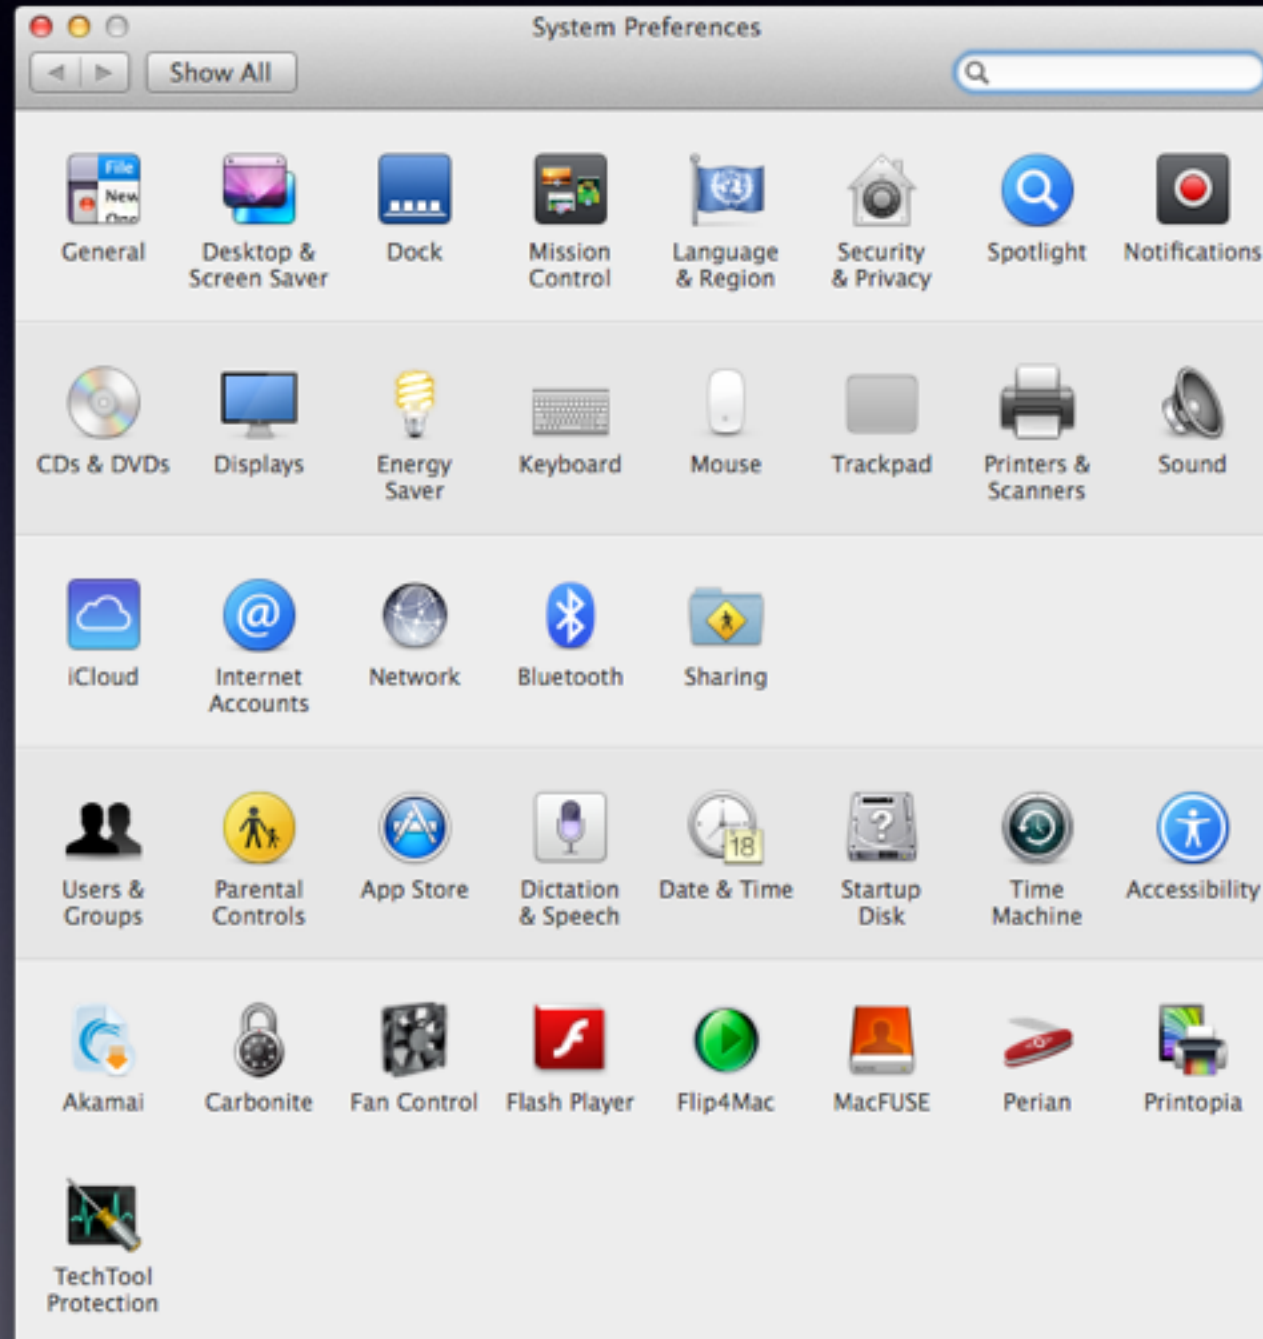 System Preferences
Show All
File
New
General
Desktop &
Screen Saver
Dock
Mission
Control
Language
& Region
Security
& Privacy
Spotlight
Notifications
CDs & DVDs
Displays
Energy
Saver
Keyboard
Mouse
Trackpad
Printers &
Scanners
Sound
iCloud
Internet
Accounts
Network
Bluetooth
Sharing
18
Users &
Groups
Parental
Controls
App Store
Dictation
& Speech
Date & Time
Startup
Disk
Time
Machine
Accessibility
Akamai
Carbonite
Fan Control
Flash Player
Flip4Mac
MacFUSE
Perian
Printopia
TechTool
Protection